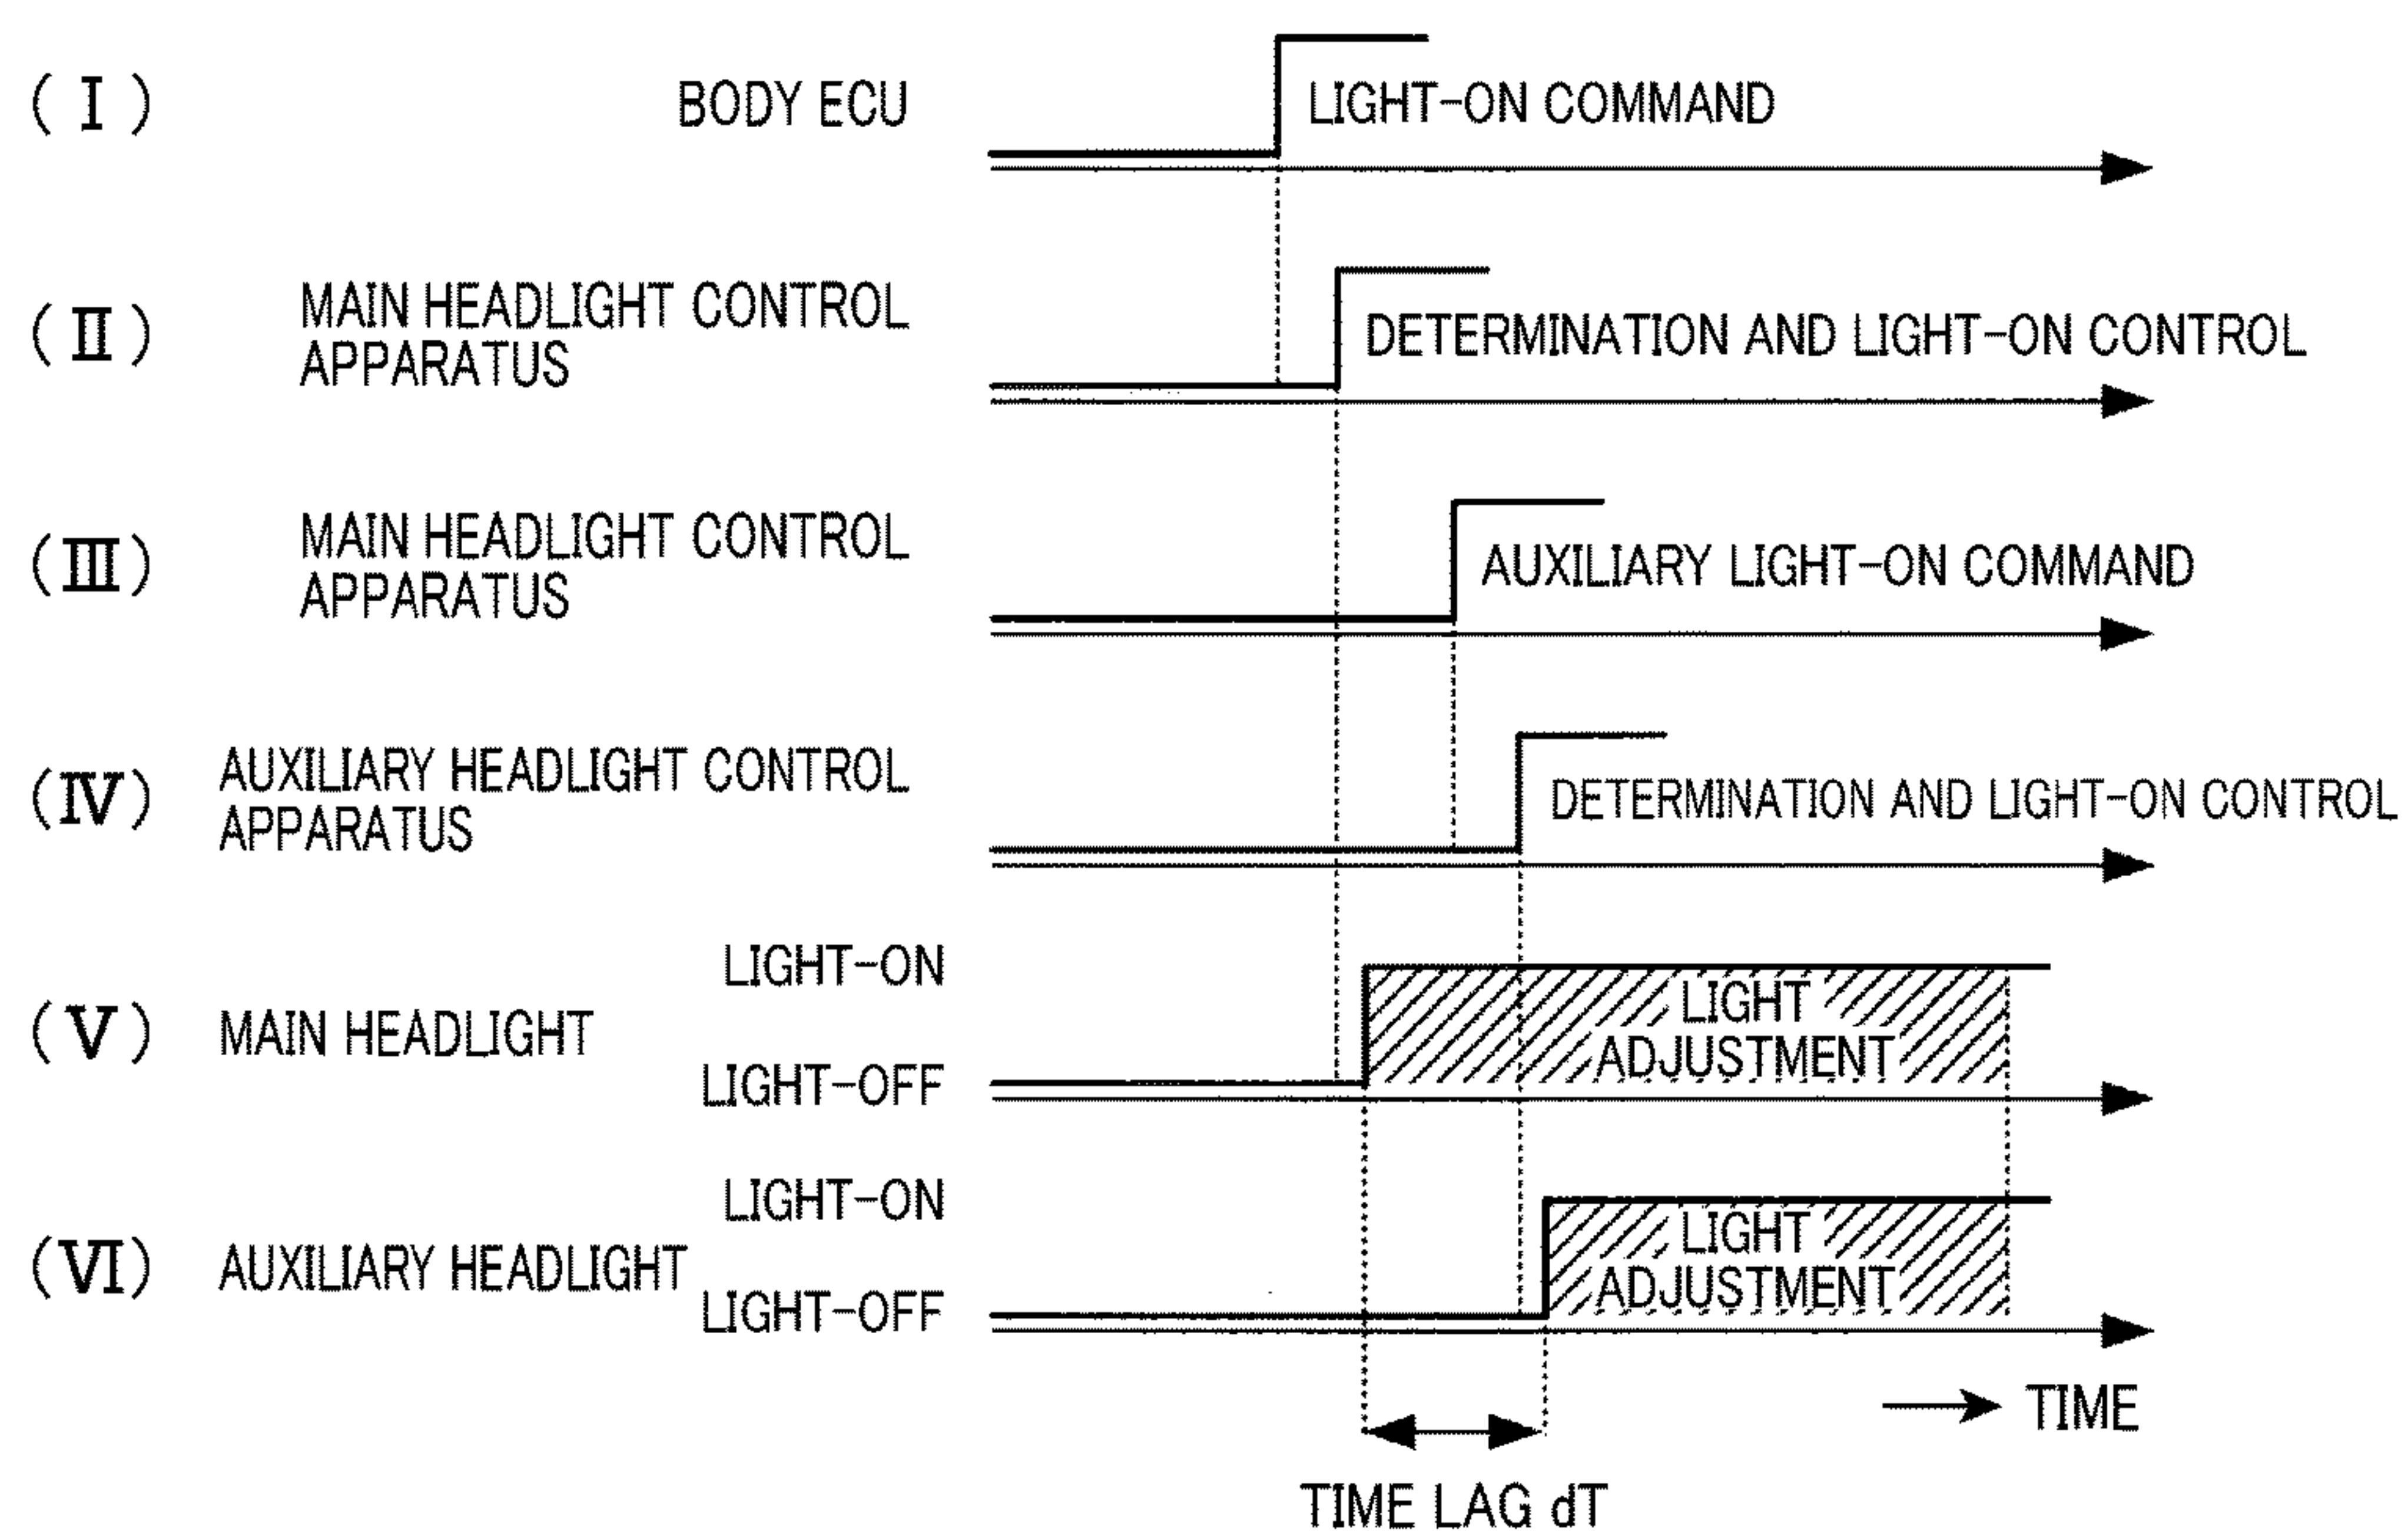 (Ⅰ) BODY ECU LIGHT-ON COMMAND
(Ⅱ) MAIN HEADLIGHT CONTROL
APPARATUS
DETERMINATION AND LIGHT-ON CONTROL
(Ⅲ) MAIN HEADLIGHT CONTROL
APPARATUS
AUXILIARY LIGHT-ON COMMAND
(Ⅳ) AUXILIARY HEADLIGHT CONTROL
APPARATUS
DETERMINATION AND LIGHT-ON CONTROL
(Ⅴ) MAIN HEADLIGHT
LIGHT-ON
LIGHT-OFF
LIGHT
ADJUSTMENT
(Ⅵ) AUXILIARY HEADLIGHT
LIGHT-ON
LIGHT-OFF
LIGHT
ADJUSTMENT
TIME
TIME LAG dT